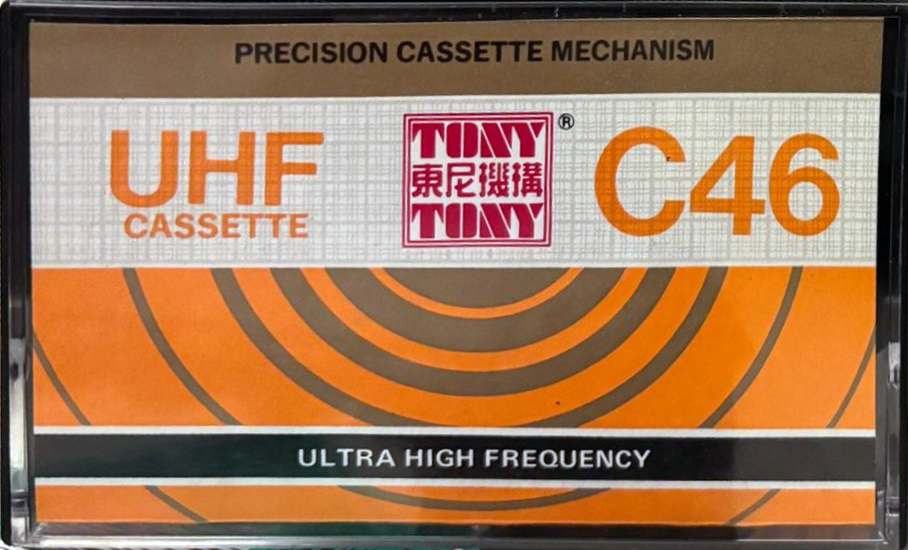 PRECISION CASSETTE MECHANISM
UHF
CASSETTE
TONY
東尼機構
TONY
®
C46
ULTRA HIGH FREQUENCY